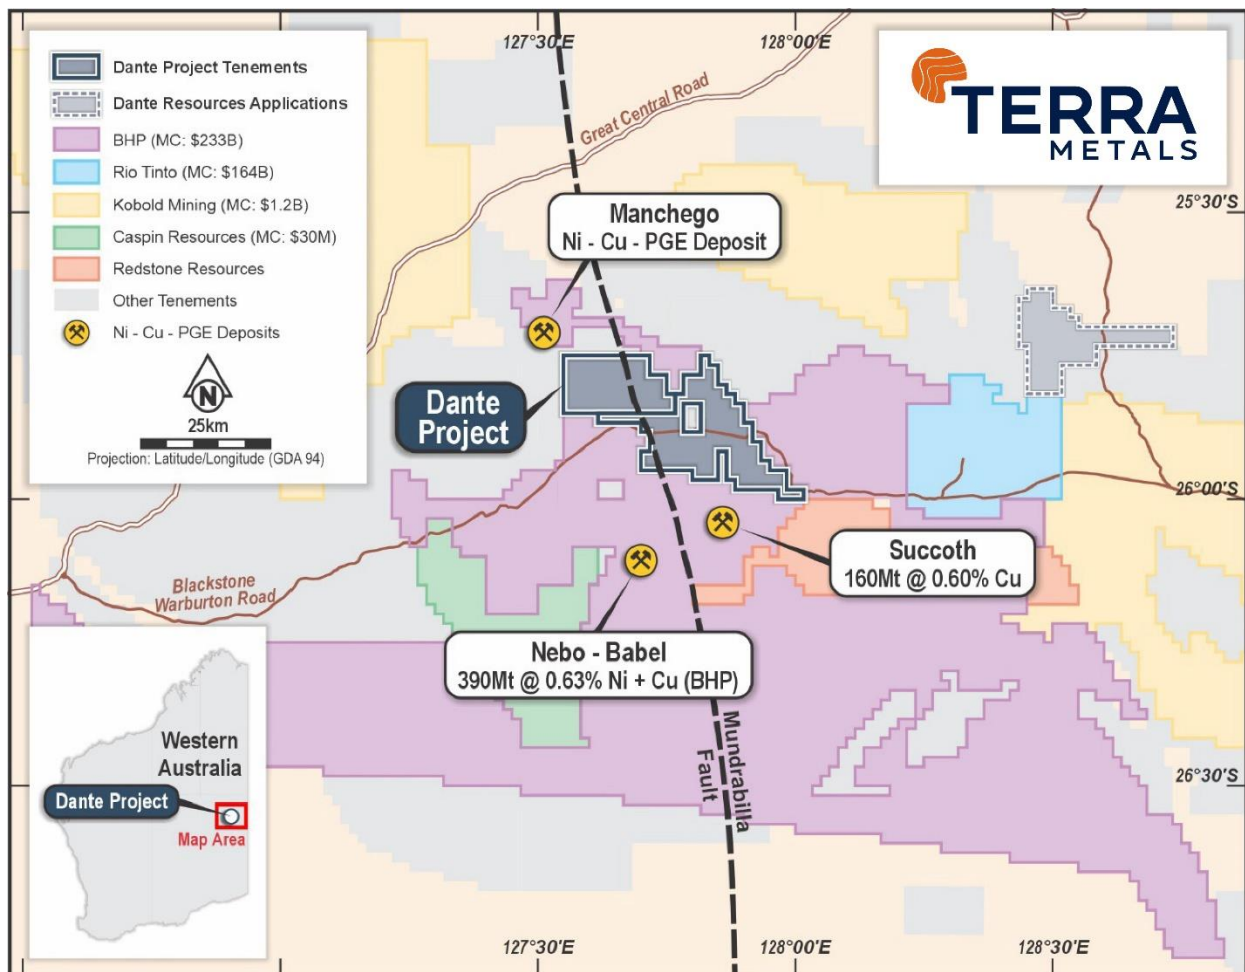 127°30'E
128°00'E
Dante Project Tenements
Dante Resources Applications
BHP (MC: $233B)
Rio Tinto (MC: $164B)
Kobold Mining (MC: $1.2B)
Caspin Resources (MC: $30M)
Redstone Resources
Other Tenements
Ni - Cu - PGE Deposits
N
25km
Projection: Latitude/Longitude (GDA 94)
TERRA
METALS
Great Central Road
25°30'S
Manchego
Ni - Cu - PGE Deposit
Dante
Project
26°00'S
Succoth
160Mt @ 0.60% Cu
Blackstone
Warburton Road
Nebo - Babel
390Mt @ 0.63% Ni + Cu (BHP)
Mundrabilla
Fault
26°30'S
Western
Australia
Dante Project
Map Area
127°30'E
128°00'E
128°30'E